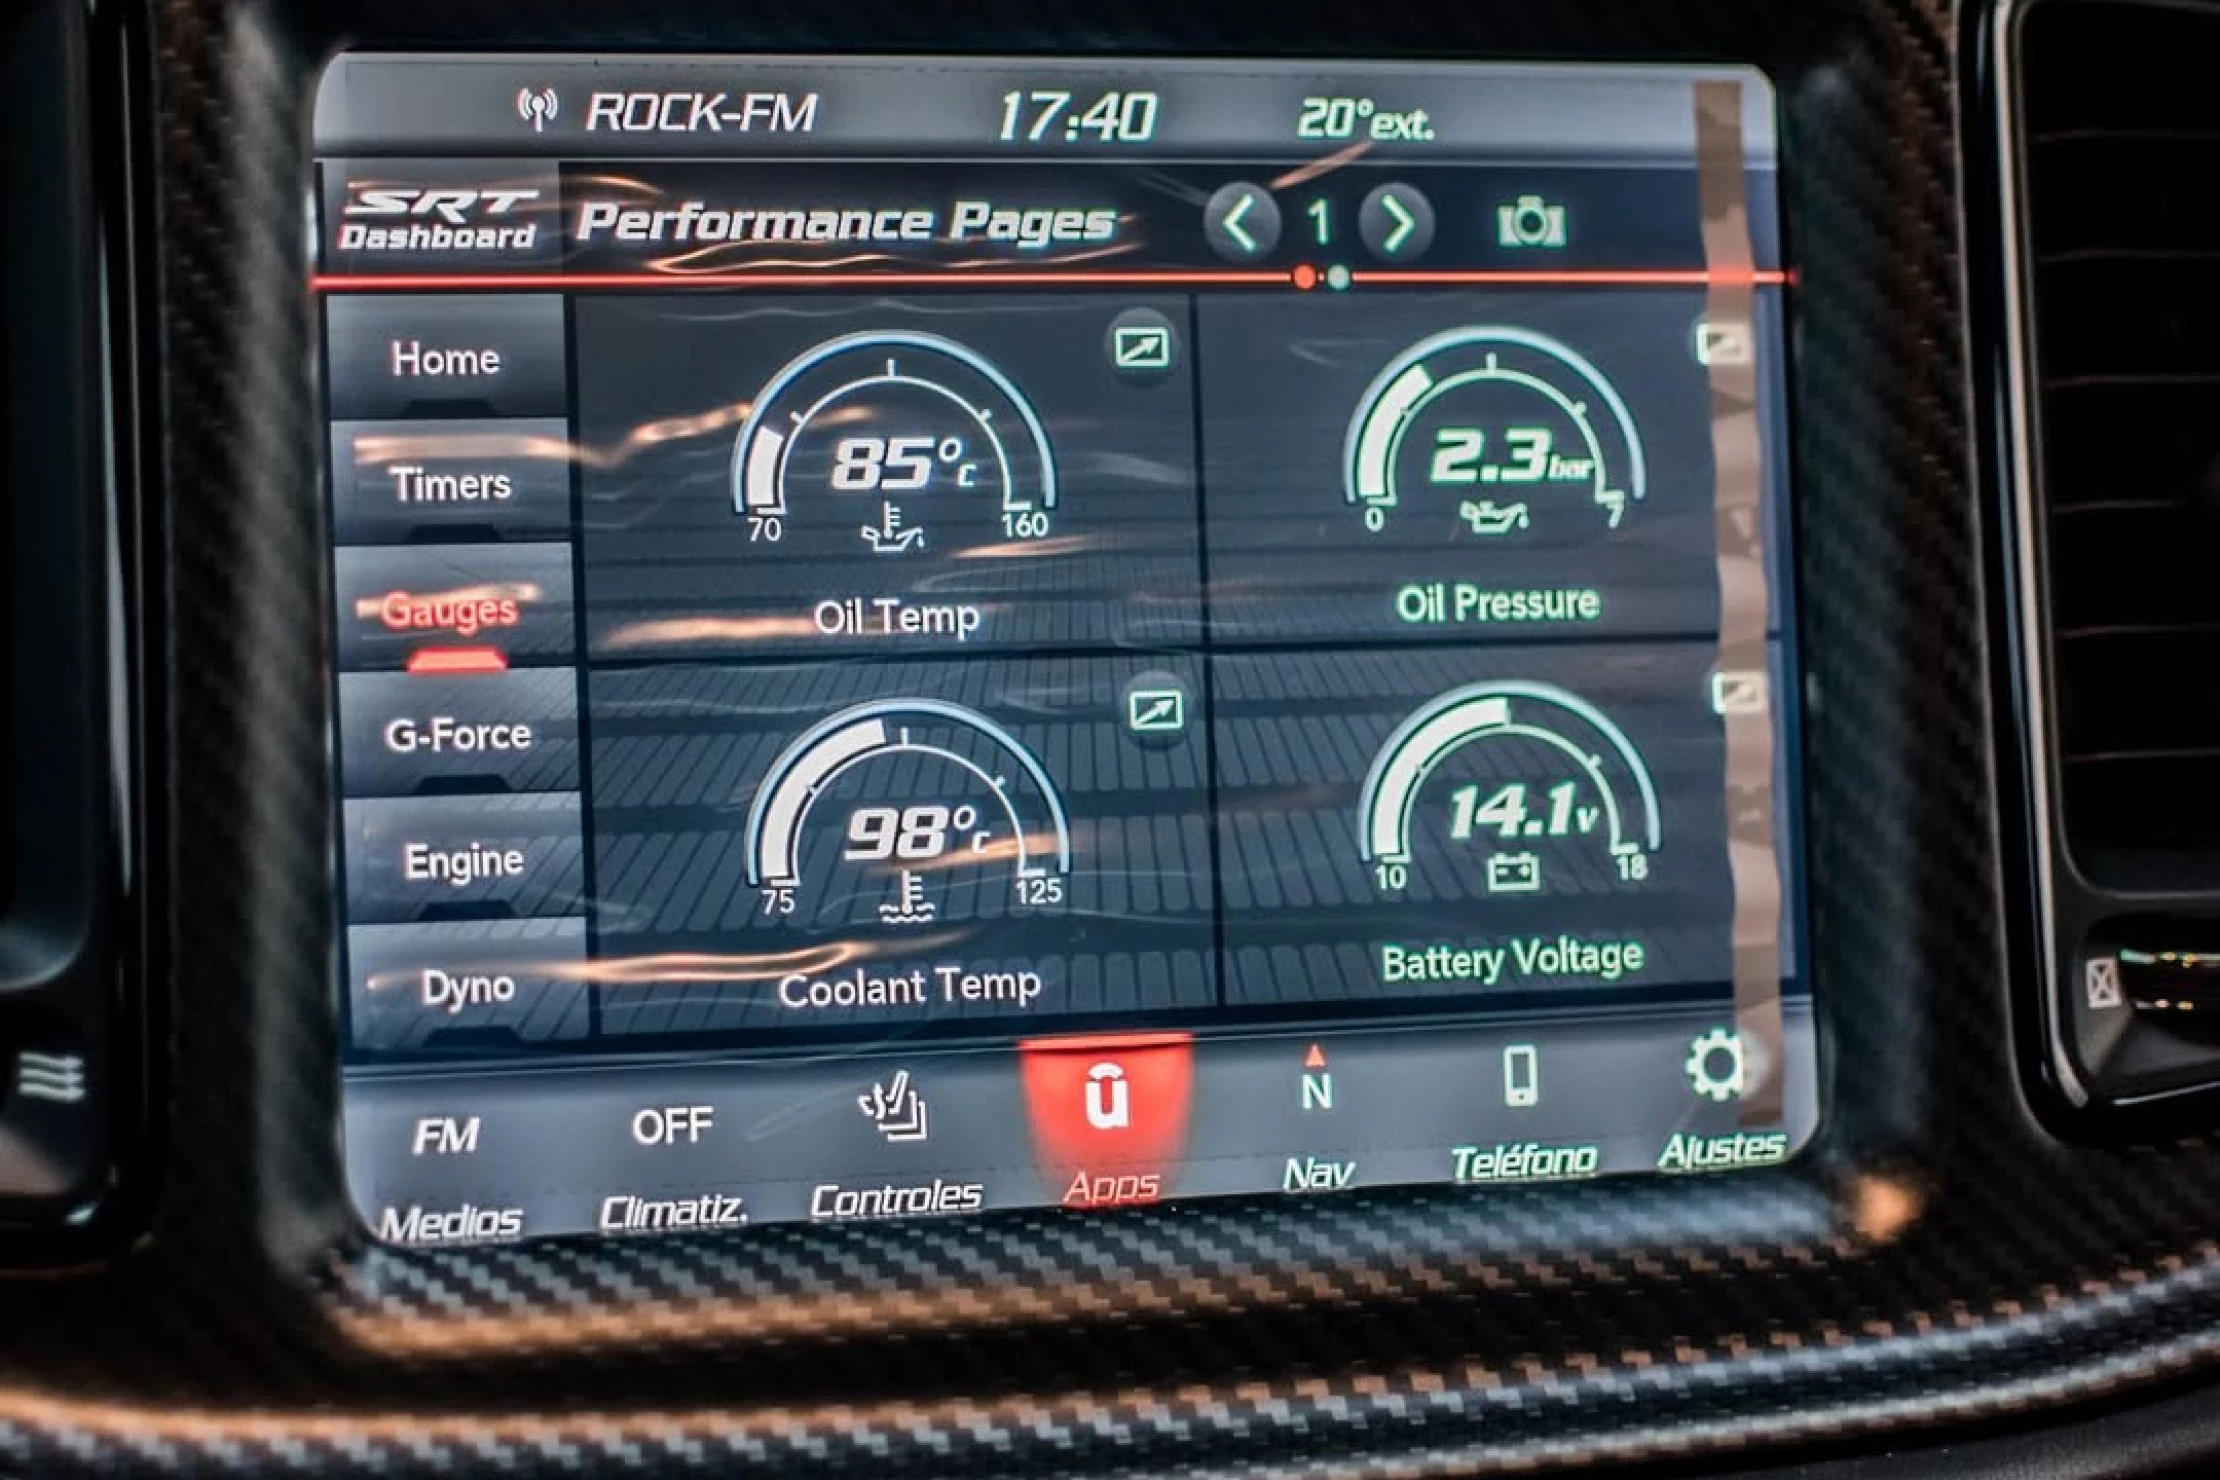 ROCK-FM 17:40 20°ext.
SRT
Dashboard
Performance Pages 1
Home
Timers
Gauges
G-Force
Engine
Dyno
85°c
70 160
Oil Temp
2.3 bar
0 7
Oil Pressure
98°c
75 125
Coolant Temp
14.1v
10 18
Battery Voltage
FM OFF N
Medios Climatiz. Controles Apps Nav Teléfono Ajustes